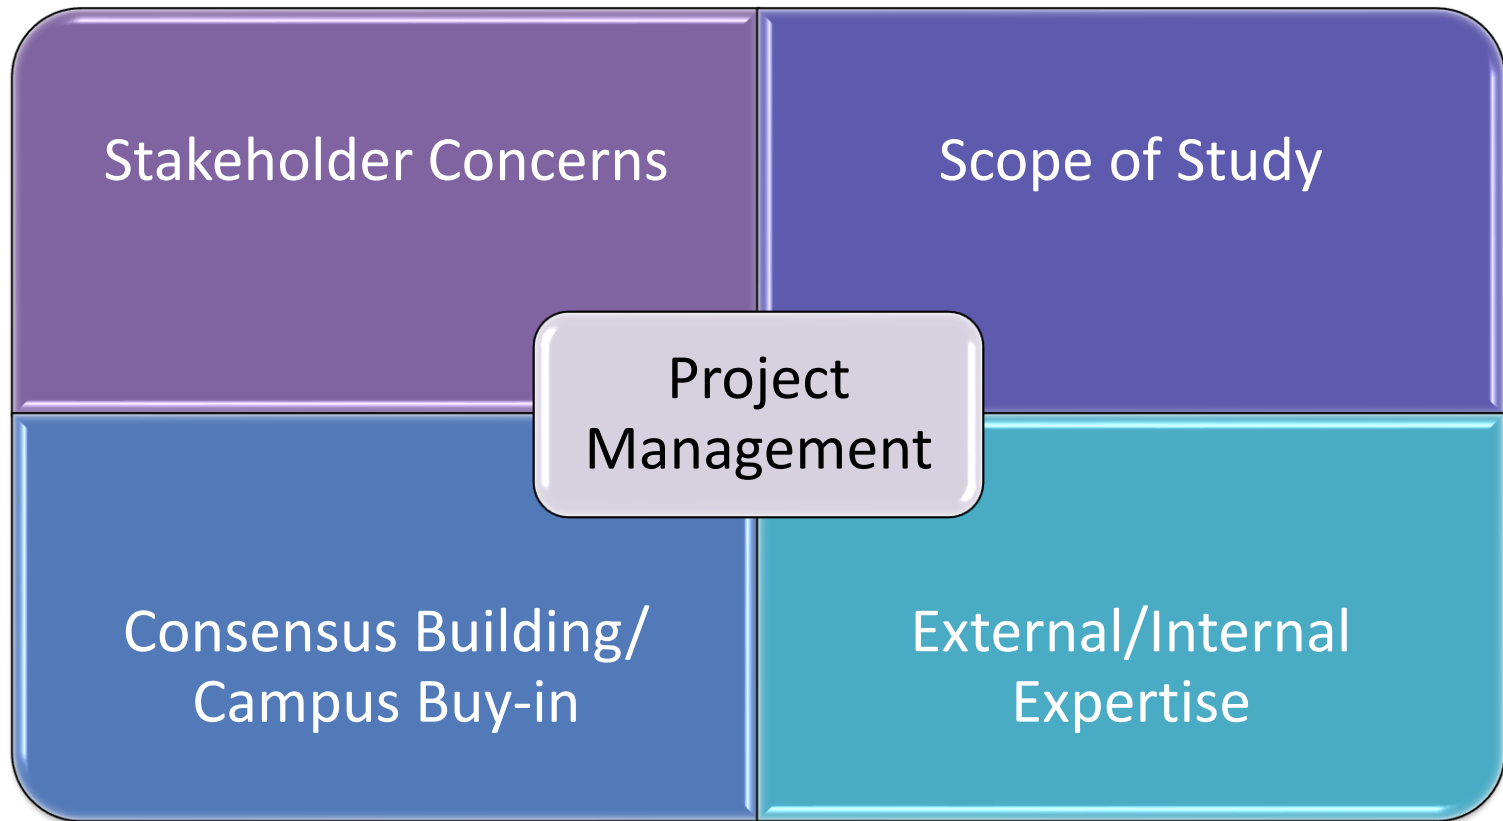 Stakeholder Concerns
Scope of Study
Project
Management
Consensus Building/
Campus Buy-in
External/Internal
Expertise